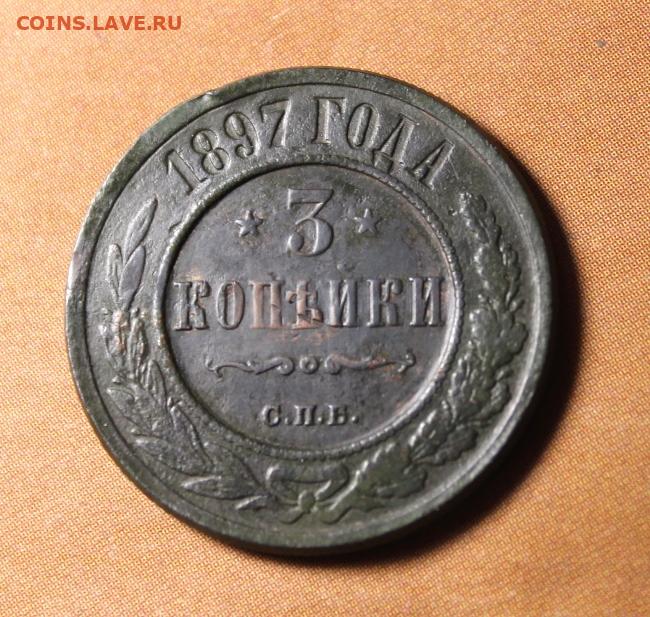 COINS.LAVE.RU
1897 ГОДА
3
КОПѢЙКИ
С.П.Б.